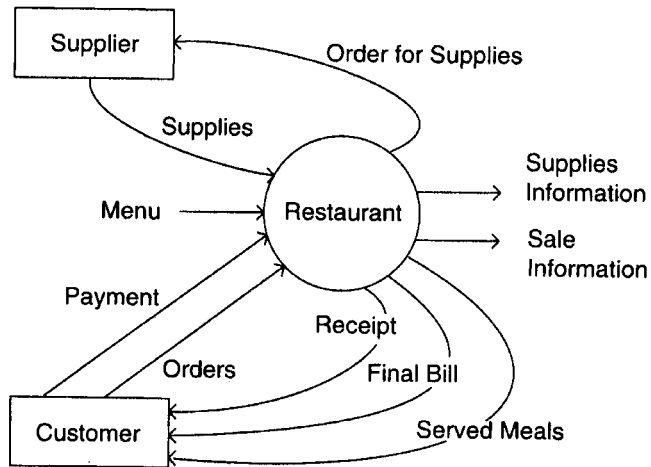 Supplier
Order for Supplies
Supplies
Supplies
Information
Menu
Restaurant
Sale
Information
Payment
Receipt
Orders
Final Bill
Customer
Served Meals